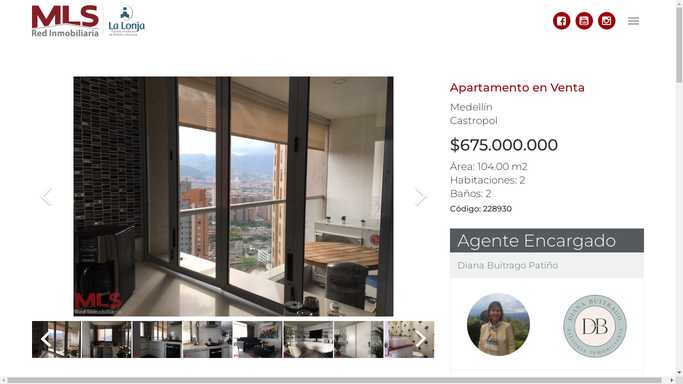 MLS
Red Inmobiliaria
La Lonja
Apartamento en Venta
Medellín
Castropol
$675.000.000
Área: 104.00 m2
Habitaciones: 2
Baños: 2
Código: 228930
Agente Encargado
Diana Buitrago Patiño
MLS
Red Inmobiliaria
DIANA BUITRAGO
DB